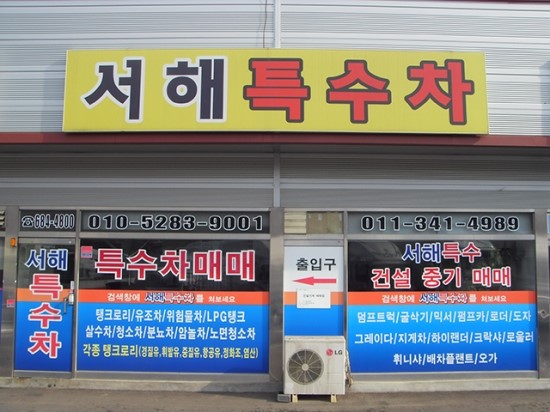 서해특수차
☎684-4800
010-5283-9001
011-341-4989
서해
특수차
특수차매매
검색창에 서해특수차를 쳐보세요
탱크로리/유조차/위험물차/LPG탱크
살수차/청소차/분뇨차/암놀차/노면청소차
각종 탱크로리(경질유,휘발유,중질유,항공유,정화조,염산)
출입구
LG
서해특수
건설 중기 매매
검색창에 서해특수차를 쳐보세요
덤프트럭/굴삭기/믹서/펌프카/로더/도자
그레이다/지게차/하이랜더/크락샤/로울러
휘니샤/배차플랜트/오가